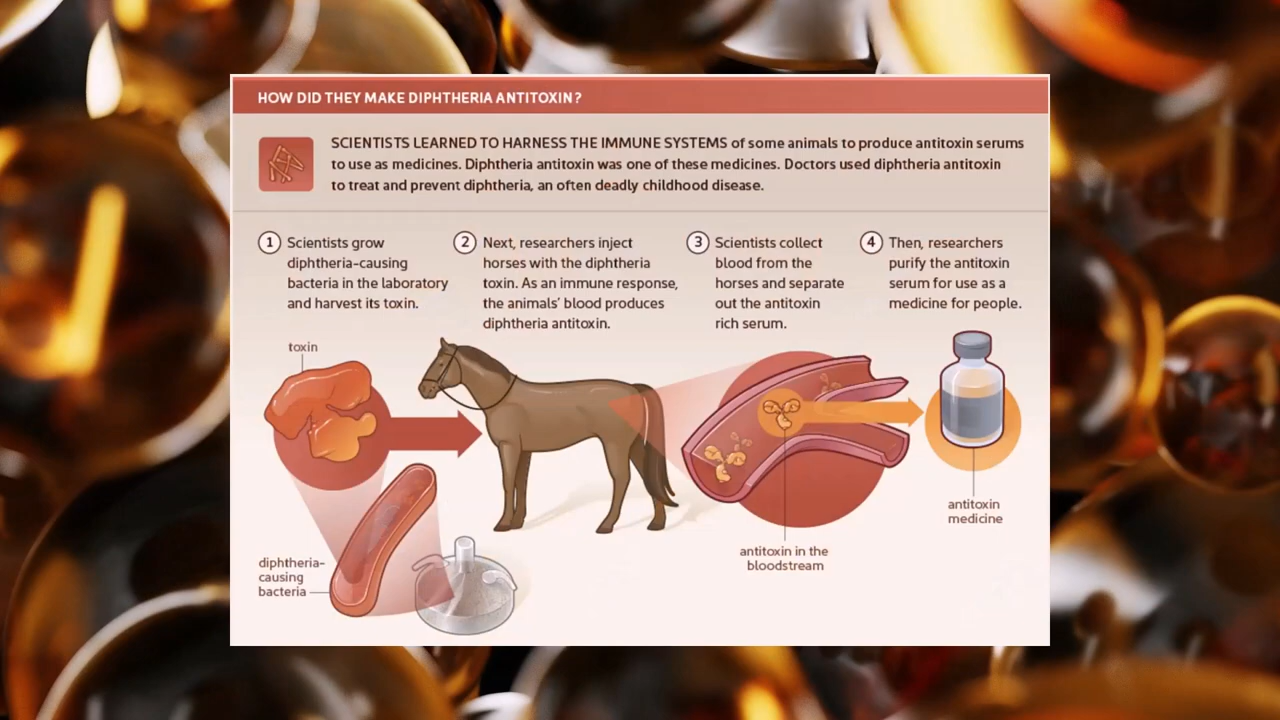 HOW DID THEY MAKE DIPHTHERIA ANTITOXIN?
SCIENTISTS LEARNED TO HARNESS THE IMMUNE SYSTEMS of some animals to produce antitoxin serums
to use as medicines. Diphtheria antitoxin was one of these medicines. Doctors used diphtheria antitoxin
to treat and prevent diphtheria, an often deadly childhood disease.
1 Scientists grow
diphtheria-causing
bacteria in the laboratory
and harvest its toxin.
2 Next, researchers inject
horses with the diphtheria
toxin. As an immune response,
the animals' blood produces
diphtheria antitoxin.
3 Scientists collect
blood from the
horses and separate
out the antitoxin
rich serum.
4 Then, researchers
purify the antitoxin
serum for use as a
medicine for people.
toxin
diphtheria-
causing
bacteria
antitoxin in the
bloodstream
antitoxin
medicine